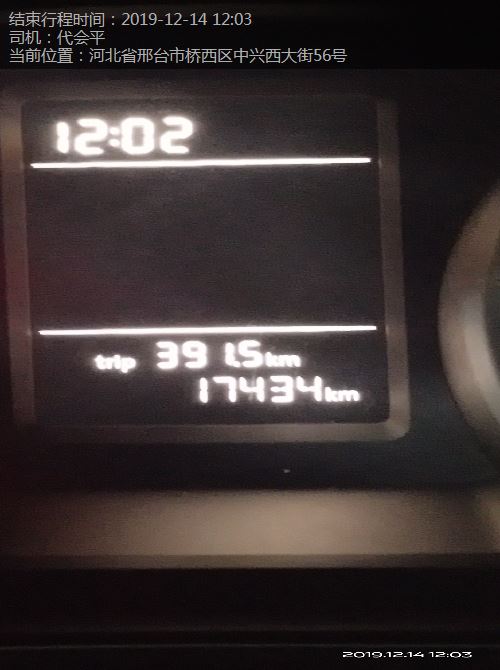 结束行程时间：2019-12-14 12:03
司机：代会平
当前位置：河北省邢台市桥西区中兴西大街56号
12:02
trip 391.5km
17434km
2019.12.14 12:03